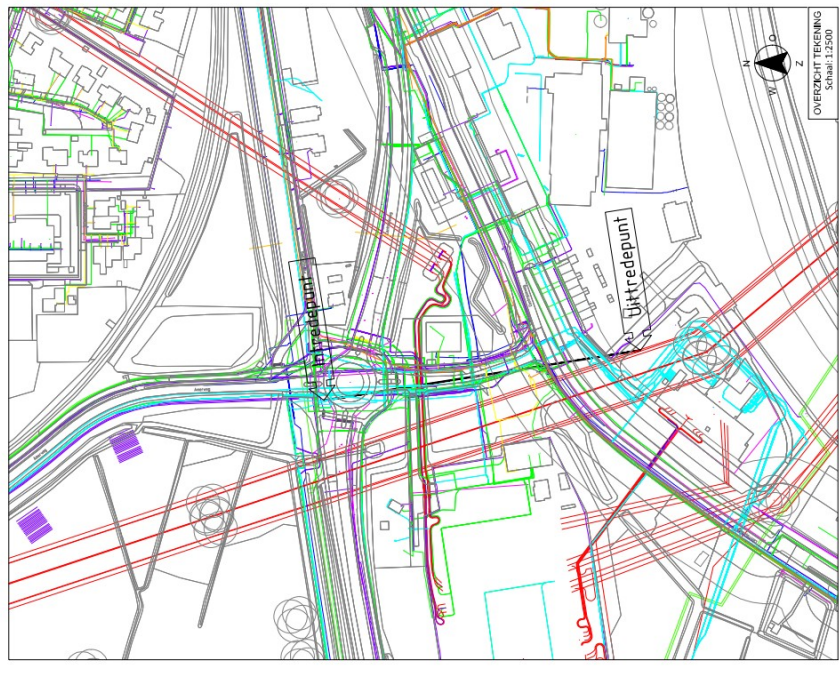 Intredepunt
Uittredepunt
N
O
W
Z
OVERZICHT TEKENING
Schaal: 1:2500